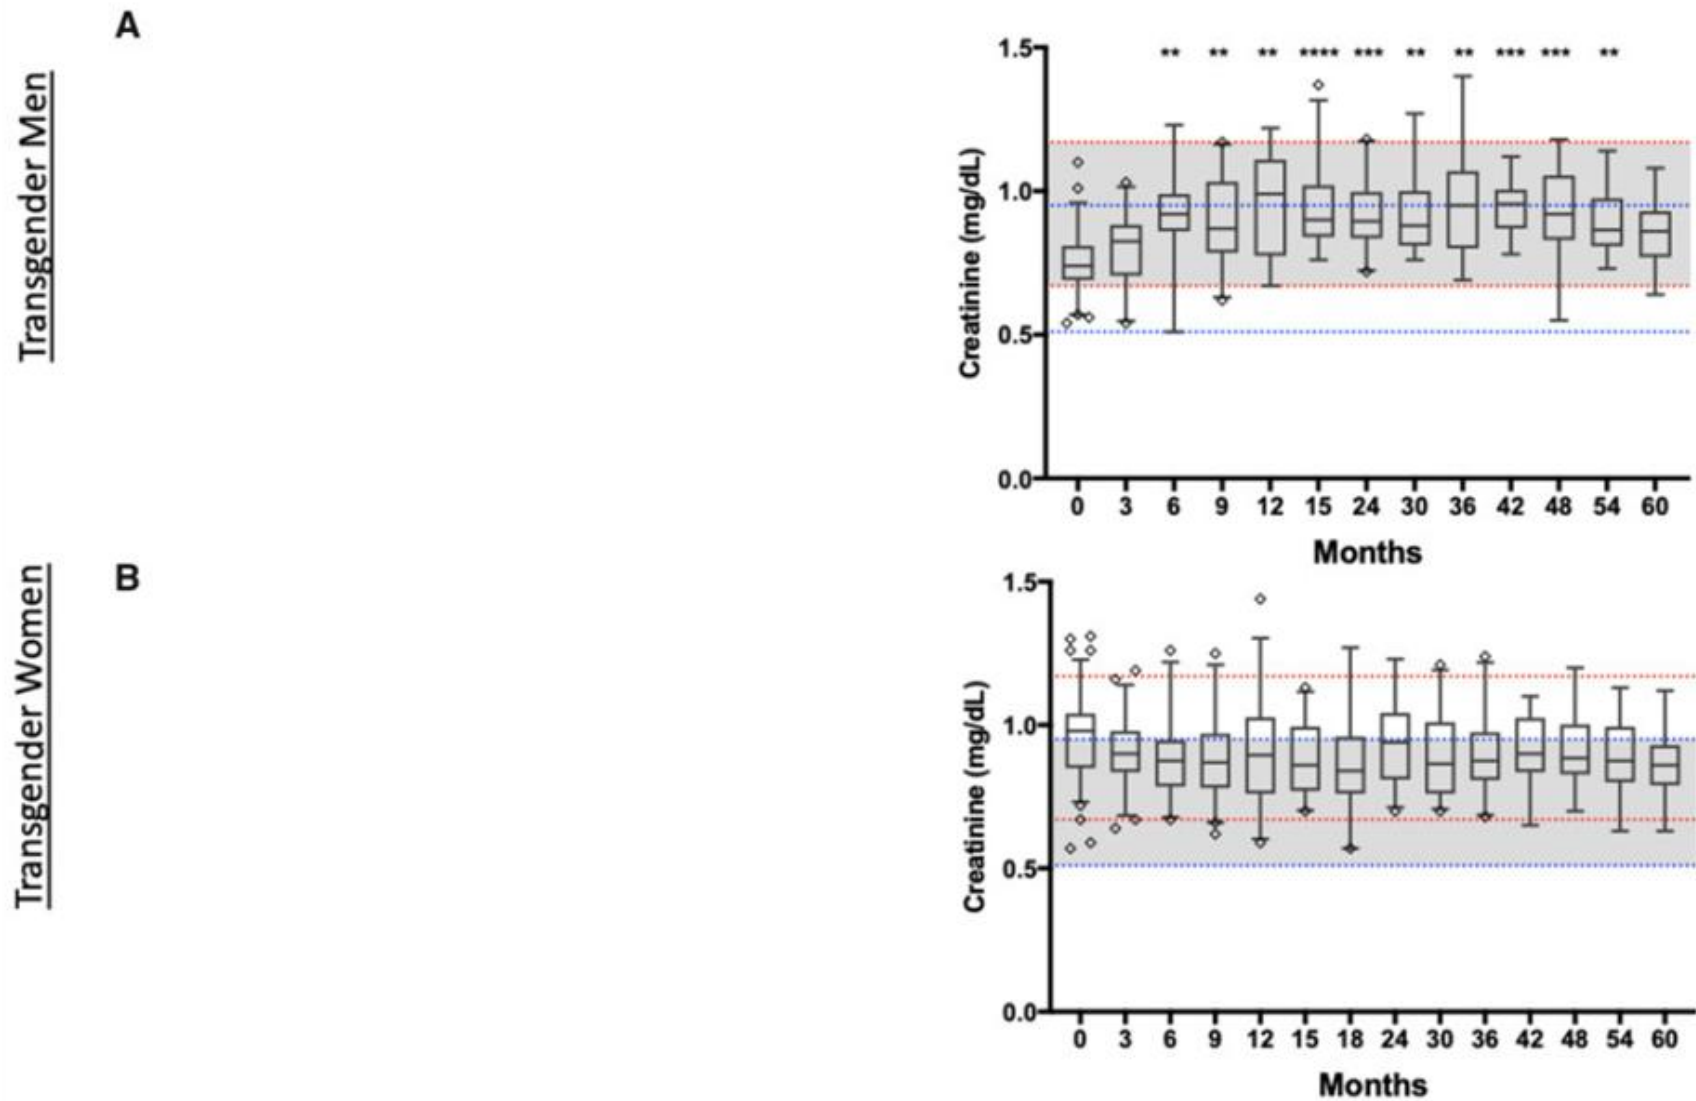 A
Transgender Men
** ** ** **** *** ** ** *** *** **
1.5
1.0
0.5
0.0
Creatinine (mg/dL)
0 3 6 9 12 15 24 30 36 42 48 54 60
Months
B
Transgender Women
1.5
1.0
0.5
0.0
Creatinine (mg/dL)
0 3 6 9 12 15 18 24 30 36 42 48 54 60
Months